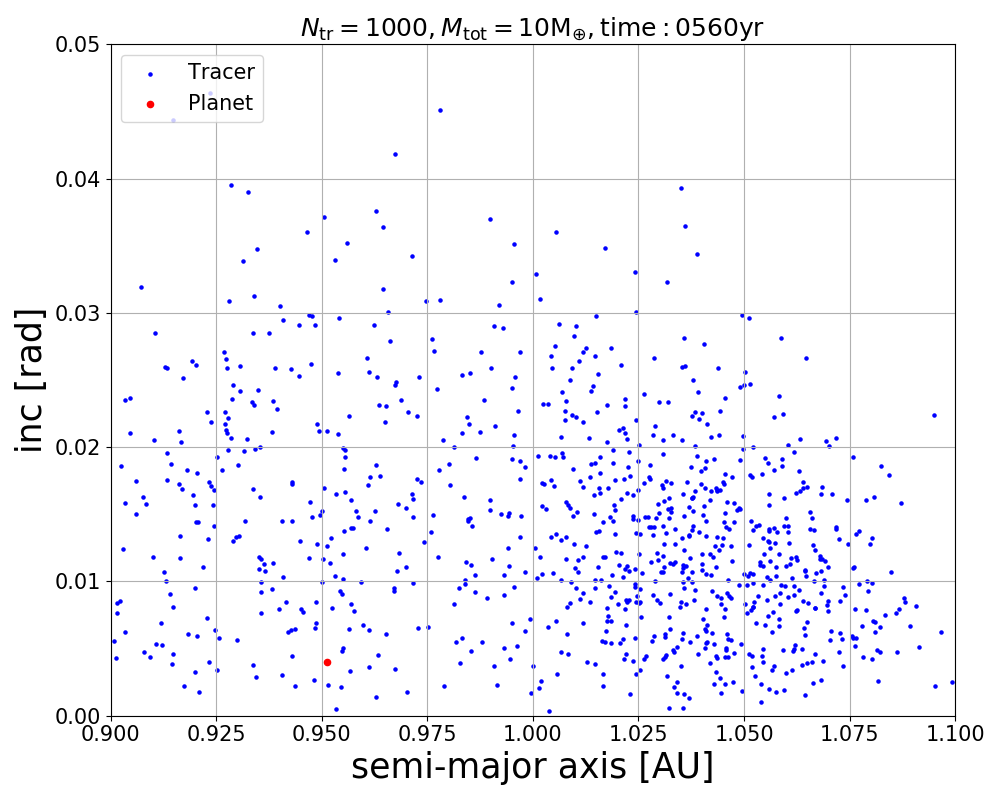 N_tr = 1000, M_tot = 10M_⊕, time : 0560yr
Tracer
Planet
inc [rad]
0.05
0.04
0.03
0.02
0.01
0.00
0.900 0.925 0.950 0.975 1.000 1.025 1.050 1.075 1.100
semi-major axis [AU]